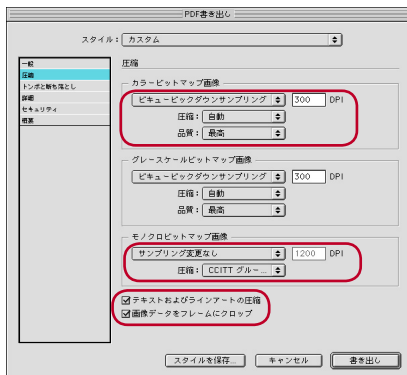 PDF書き出し
スタイル： カスタム
一般
圧縮
トンボと断ち落とし
詳細
セキュリティ
概要
圧縮
カラービットマップ画像
ビキュービックダウンサンプリング 300 DPI
圧縮： 自動
品質： 最高
グレースケールビットマップ画像
ビキュービックダウンサンプリング 300 DPI
圧縮： 自動
品質： 最高
モノクロビットマップ画像
サンプリング変更なし 1200 DPI
圧縮： CCITT グルー...
テキストおよびラインアートの圧縮
画像データをフレームにクロップ
スタイルを保存... キャンセル 書き出し